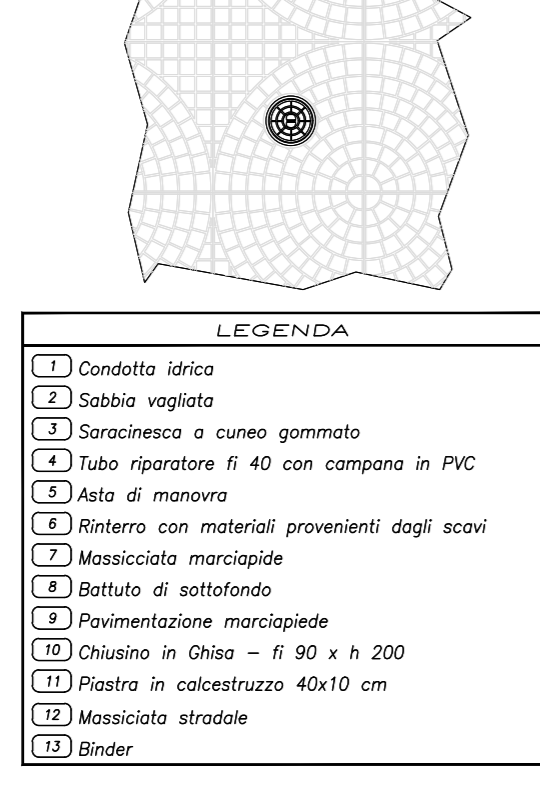 LEGENDA
1 Condotta idrica
2 Sabbia vagliata
3 Saracinesca a cuneo gommato
4 Tubo riparatore fi 40 con campana in PVC
5 Asta di manovra
6 Rinterro con materiali provenienti dagli scavi
7 Massicciata marciapide
8 Battuto di sottofondo
9 Pavimentazione marciapiede
10 Chiusino in Ghisa – fi 90 x h 200
11 Piastra in calcestruzzo 40x10 cm
12 Massiciata stradale
13 Binder